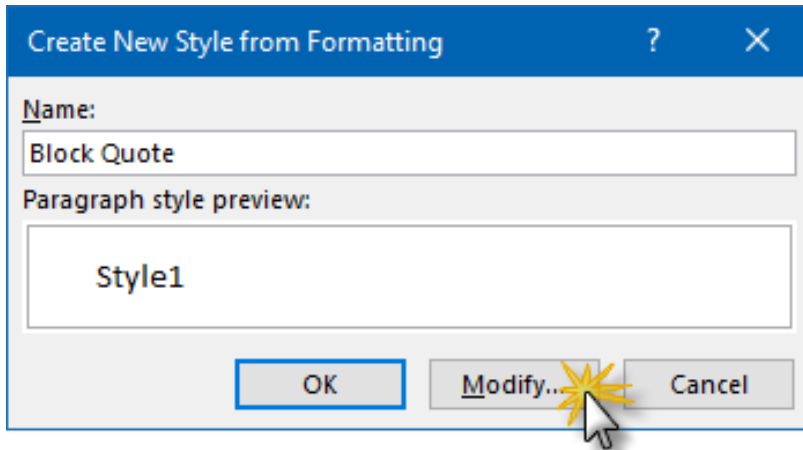 Create New Style from Formatting ? ×
Name:
Block Quote
Paragraph style preview:
Style1
OK Modify... Cancel